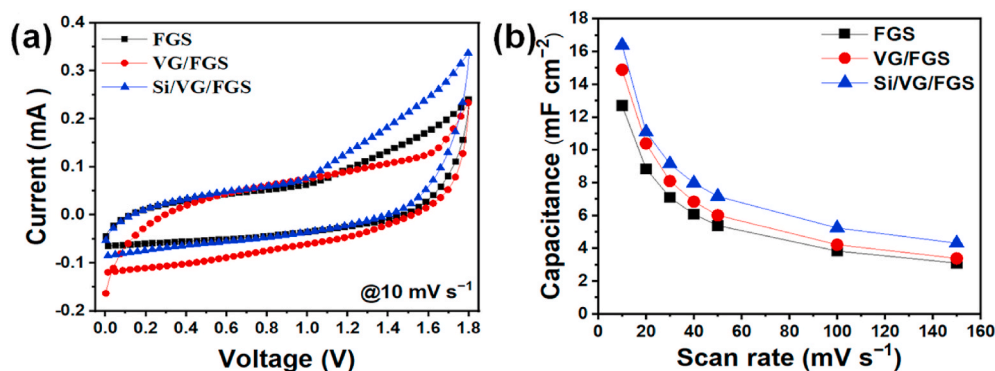 (a)
FGS
VG/FGS
Si/VG/FGS
Current (mA)
0.4
0.3
0.2
0.1
0.0
-0.1
-0.2
0.0 0.2 0.4 0.6 0.8 1.0 1.2 1.4 1.6 1.8
@10 mV s⁻¹
Voltage (V)
(b)
FGS
VG/FGS
Si/VG/FGS
Capacitance (mF cm⁻²)
18
16
14
12
10
8
6
4
2
0
0 20 40 60 80 100 120 140 160
Scan rate (mV s⁻¹)